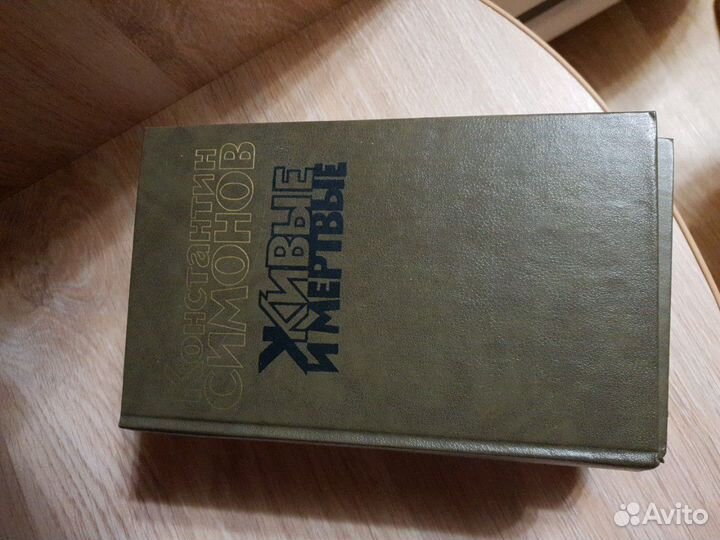 Константин
СИМОНОВ
ЖИВЫЕ
И МЕРТВЫЕ
Avito